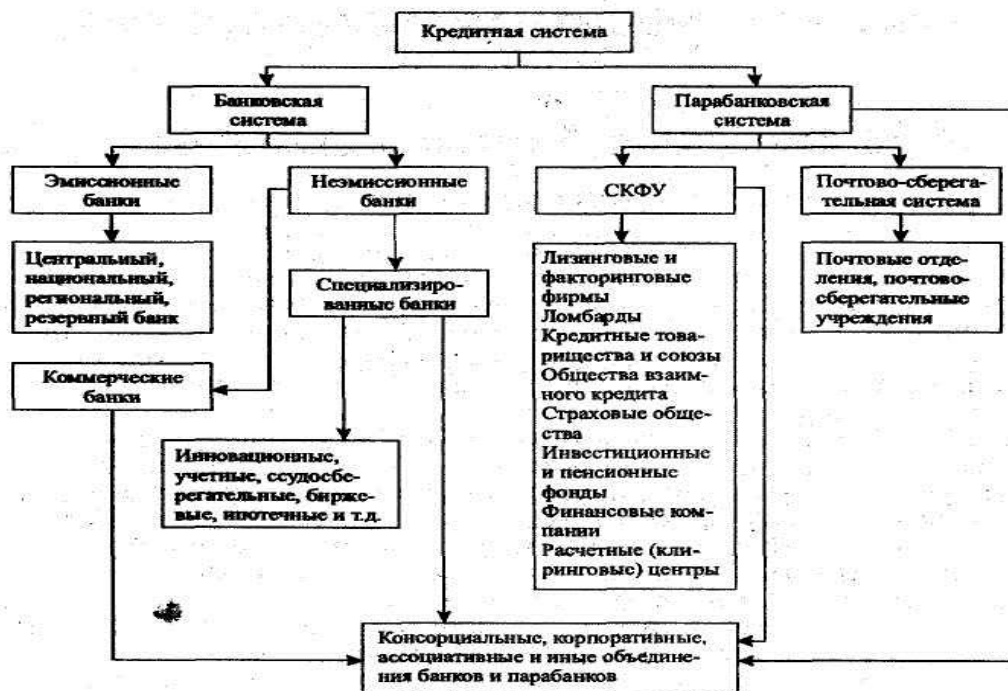 Кредитная система
Банковская
система
Парабанковская
система
Эмиссионные
банки
Неэмиссионные
банки
СКФУ
Почтово-сберега-
тельная система
Центральный,
национальный,
региональный,
резервный банк
Специализиро-
ванные банки
Лизинговые и
факторинговые
фирмы
Ломбарды
Кредитные това-
рищества и союзы
Общества взаим-
ного кредита
Страховые обще-
ства
Инвестиционные
и пенсионные
фонды
Финансовые ком-
пании
Расчетные (кли-
ринговые) центры
Почтовые отде-
ления, почтово-
сберегательные
учреждения
Коммерческие
банки
Инновационные,
учетные, ссудосбе-
регательные, бирже-
вые, ипотечные и т.д.
Консорциальные, корпоративные,
ассоциативные и иные объедине-
ния банков и парабанков